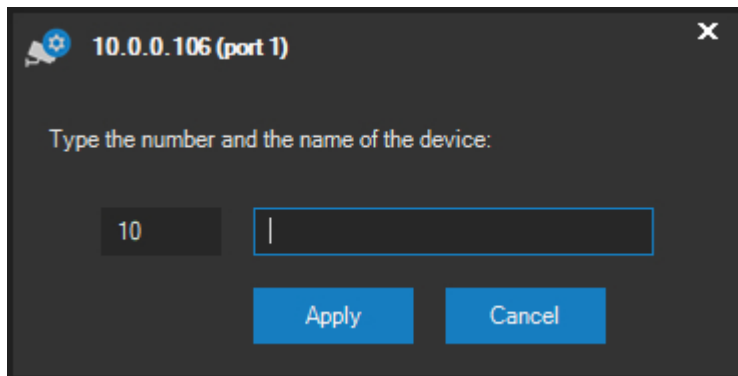 10.0.0.106 (port 1)
Type the number and the name of the device:
10
Apply Cancel